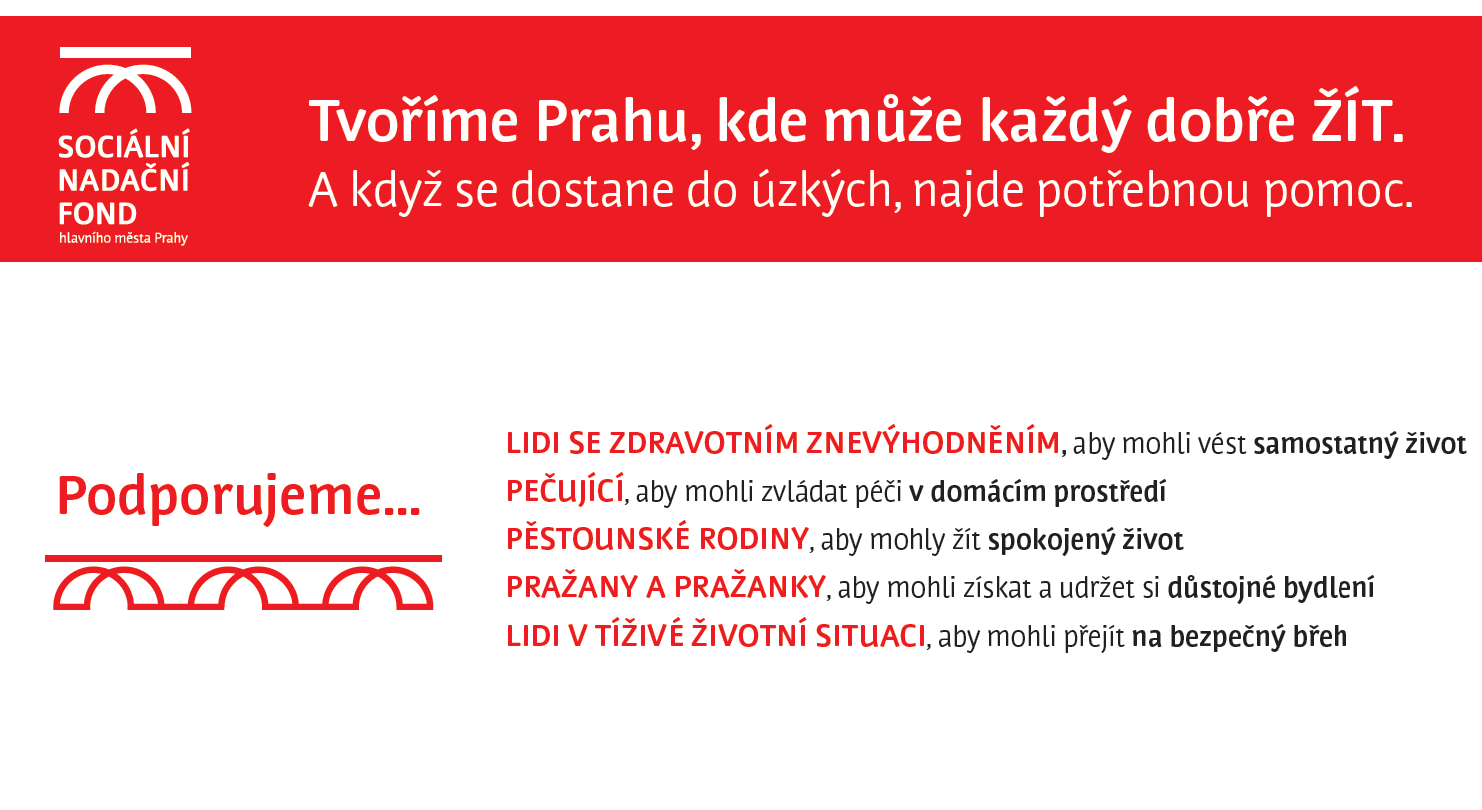 SOCIÁLNÍ
NADAČNÍ
FOND
hlavního města Prahy
Tvoříme Prahu, kde může každý dobře ŽÍT.
A když se dostane do úzkých, najde potřebnou pomoc.
Podporujeme...
LIDI SE ZDRAVOTNÍM ZNEVÝHODNĚNÍM, aby mohli vést samostatný život
PEČUJÍCÍ, aby mohli zvládat péči v domácím prostředí
PĚSTOUNSKÉ RODINY, aby mohly žít spokojený život
PRAŽANY A PRAŽANKY, aby mohli získat a udržet si důstojné bydlení
LIDI V TÍŽIVÉ ŽIVOTNÍ SITUACI, aby mohli přejít na bezpečný břeh